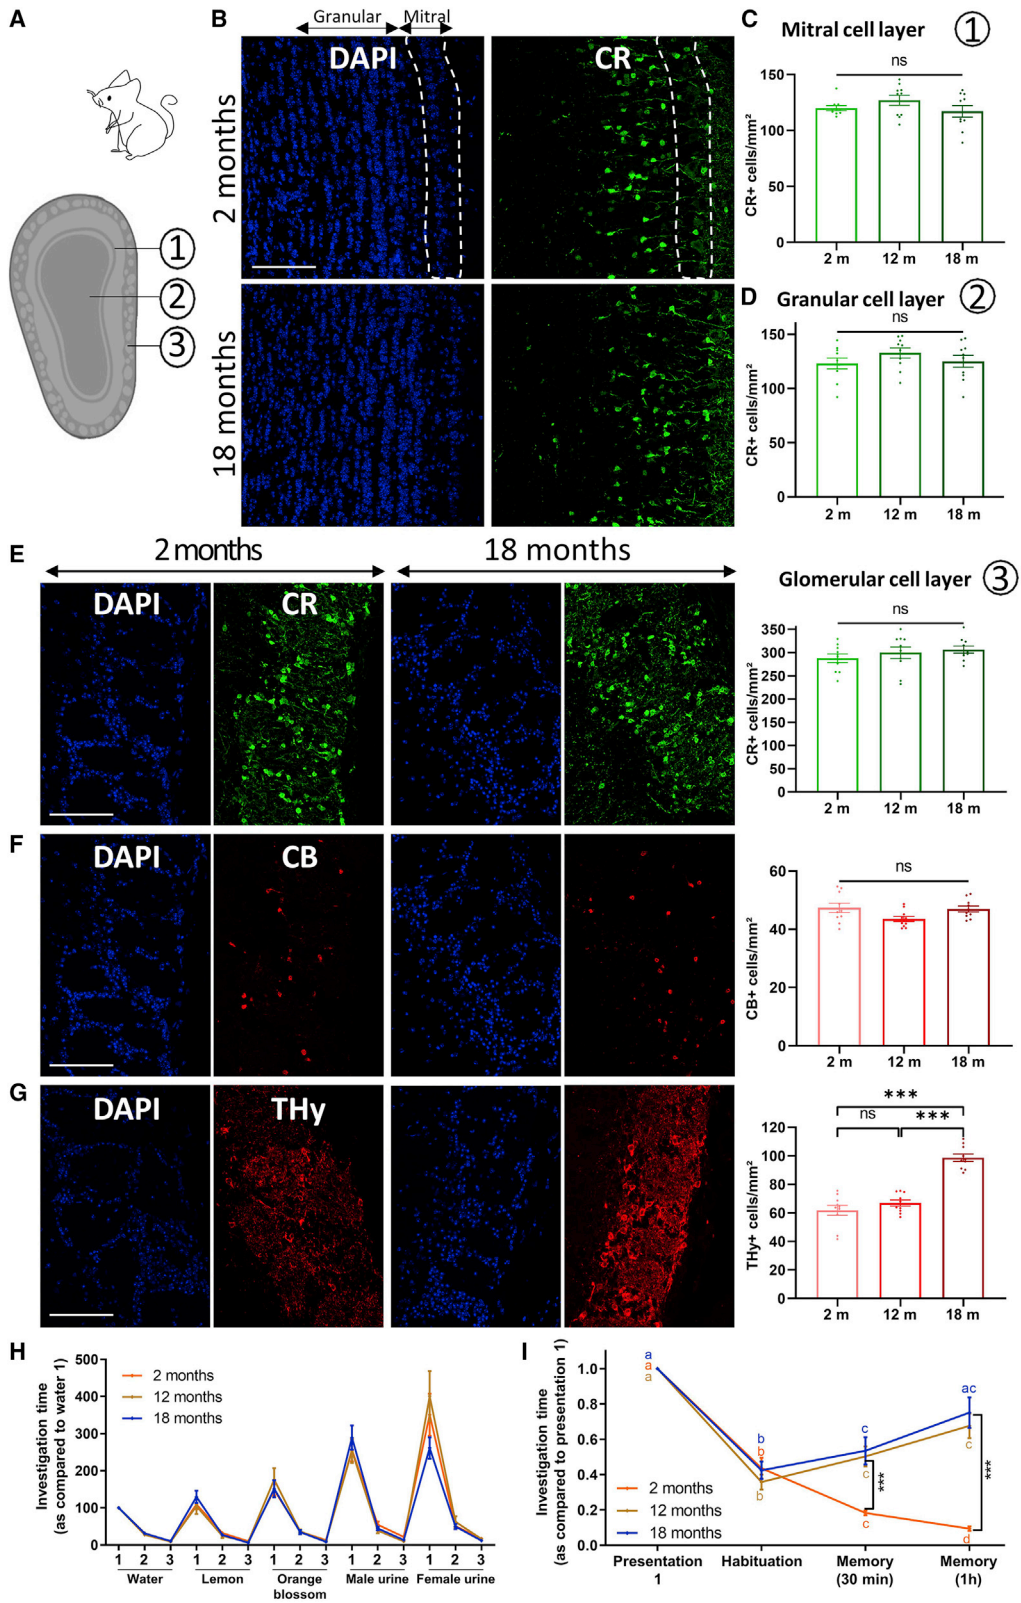 A
B
Granular
Mitral
DAPI
CR
2 months
18 months
1
2
3
C
Mitral cell layer 1
ns
CR+ cells/mm²
150
100
50
0
2 m 12 m 18 m
D
Granular cell layer 2
ns
CR+ cells/mm²
150
100
50
0
2 m 12 m 18 m
E
2 months
18 months
DAPI
CR
Glomerular cell layer 3
ns
CR+ cells/mm²
350
300
250
200
150
100
50
0
2 m 12 m 18 m
F
DAPI
CB
ns
CB+ cells/mm²
60
40
20
0
2 m 12 m 18 m
G
DAPI
THy
***
ns
***
THy+ cells/mm²
120
100
80
60
40
20
0
2 m 12 m 18 m
H
Investigation time
(as compared to water 1)
500
400
300
200
100
0
2 months
12 months
18 months
1 2 3 1 2 3 1 2 3 1 2 3 1 2 3
Water Lemon Orange blossom Male urine Female urine
I
Investigation time
(as compared to presentation 1)
1.0
0.8
0.6
0.4
0.2
0.0
a
a
a
b
b
b
c
c
c
ac
c
d
***
***
2 months
12 months
18 months
Presentation 1
Habituation
Memory (30 min)
Memory (1h)